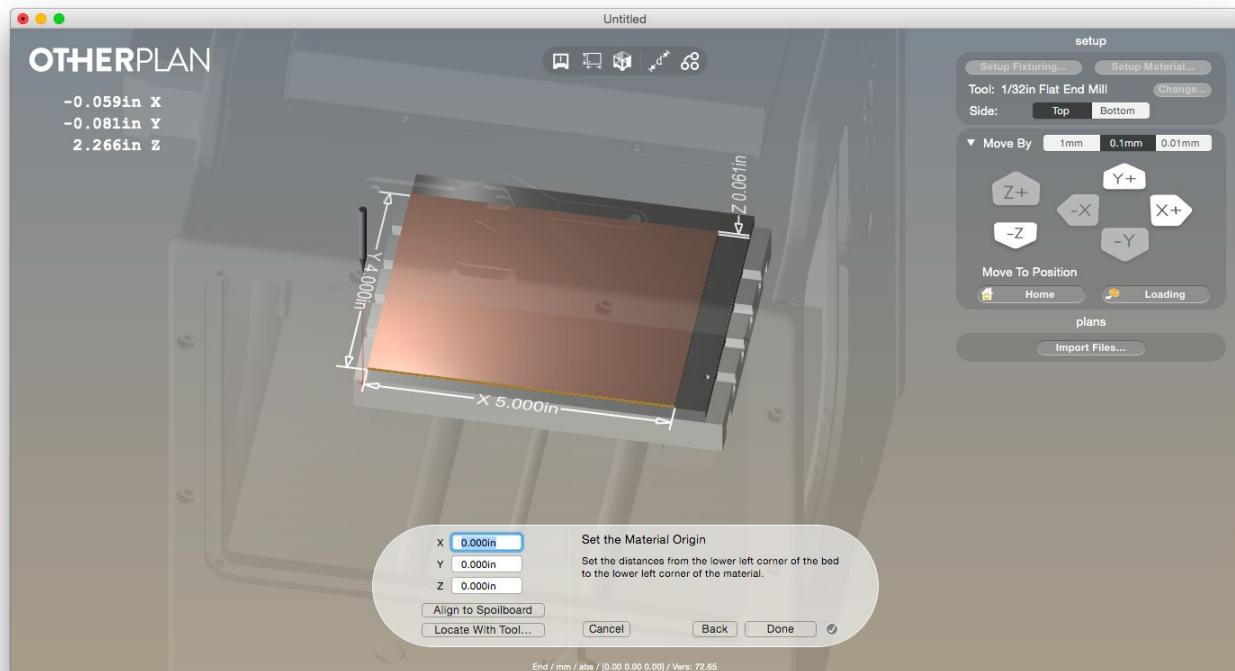 Untitled
OTHERPLAN
-0.059in X
-0.081in Y
2.266in Z
setup
Setup Fixturing... Setup Material...
Tool: 1/32in Flat End Mill Change...
Side: Top Bottom
Move By 1mm 0.1mm 0.01mm
Z+ Y+
-X X+
-Z -Y
Move To Position
Home Loading
plans
Import Files...
Z 0.061in
Y 4.000in
X 5.000in
X 0.000in
Y 0.000in
Z 0.000in
Align to Spoilboard
Locate With Tool...
Set the Material Origin
Set the distances from the lower left corner of the bed
to the lower left corner of the material.
Cancel Back Done
End / mm / abs / [0.00 0.00 0.00] / Vers: 72.65